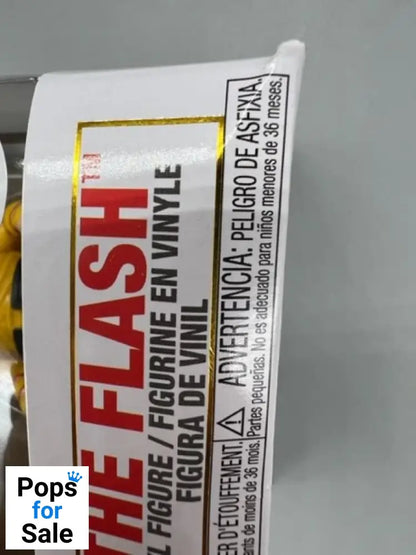 THE FLASH™
L FIGURE / FIGURINE EN VINYLE
FIGURA DE VINIL
ER D'ÉTOUFFEMENT.
ants de moins de 36 mois.
ADVERTENCIA: PELIGRO DE ASFIXIA.
Partes pequeñas. No es adecuado para niños menores de 36 meses.
Pops
for
Sale